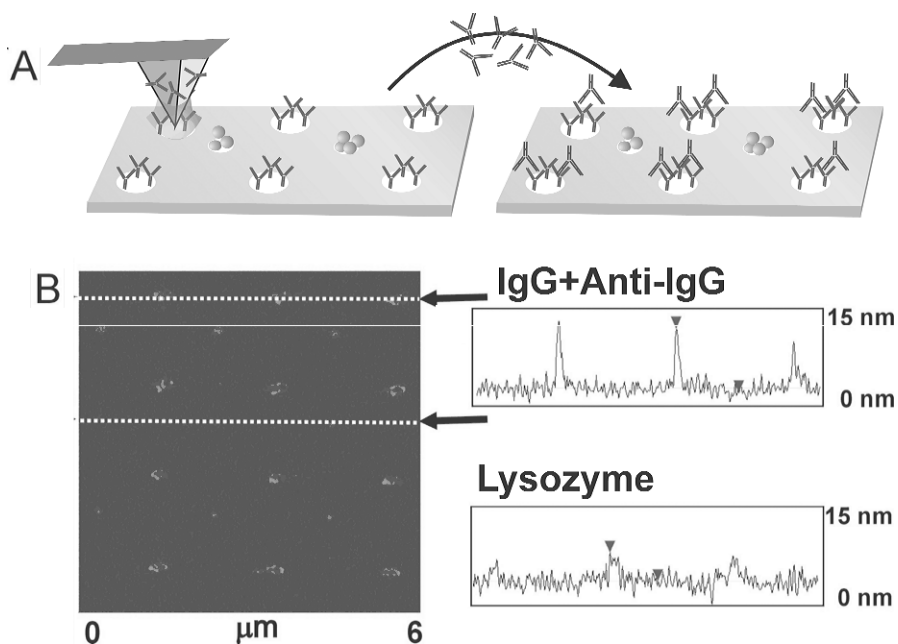 A
B
IgG+Anti-IgG
15 nm
0 nm
Lysozyme
15 nm
0 nm
0 μm 6